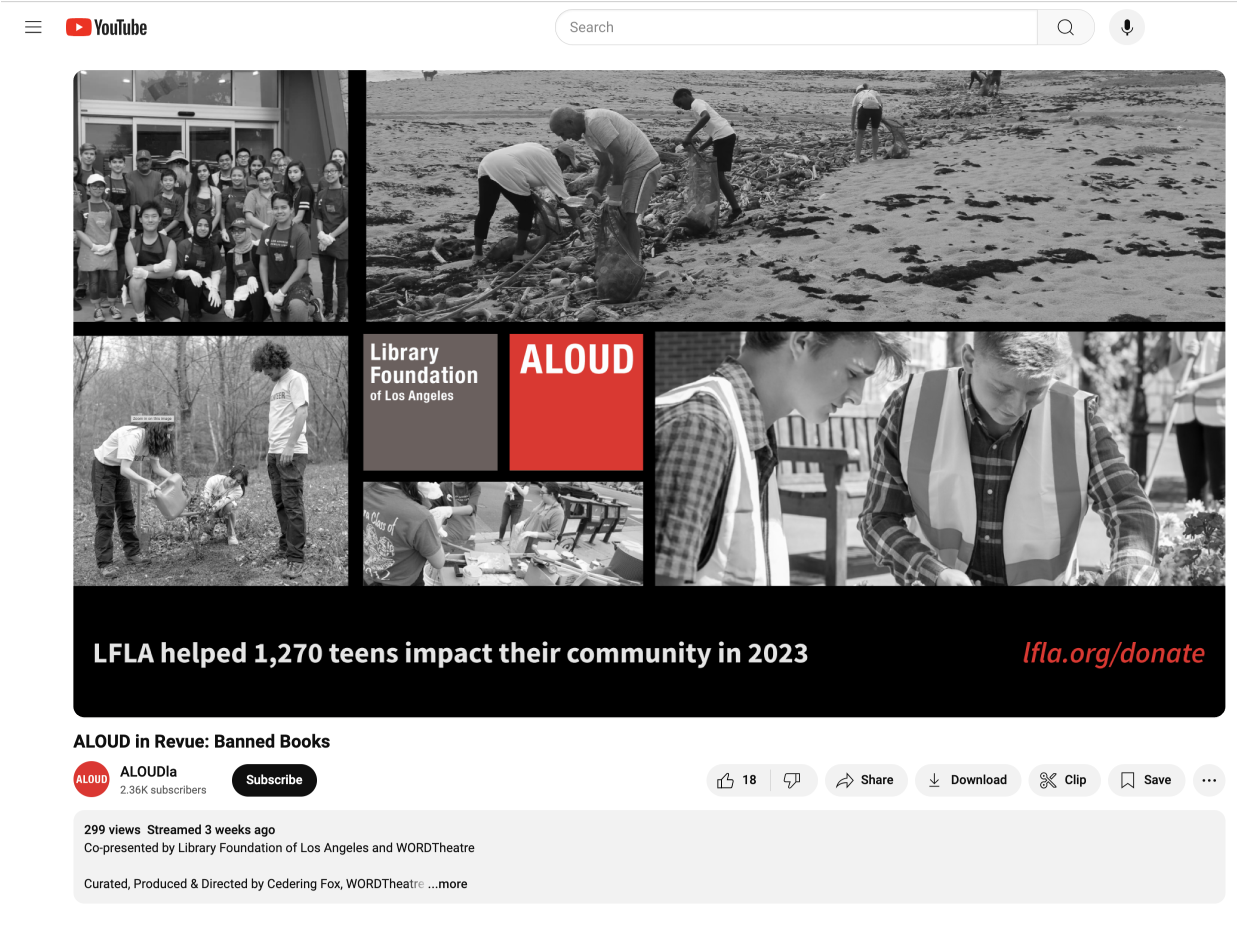 YouTube
Search
Library
Foundation
of Los Angeles
ALOUD
LFLA helped 1,270 teens impact their community in 2023
lfla.org/donate
ALOUD in Revue: Banned Books
ALOUD
ALOUDla
2.36K subscribers
Subscribe
18
Share
Download
Clip
Save
299 views Streamed 3 weeks ago
Co-presented by Library Foundation of Los Angeles and WORDTheatre
Curated, Produced & Directed by Cedering Fox, WORDTheatre ...more